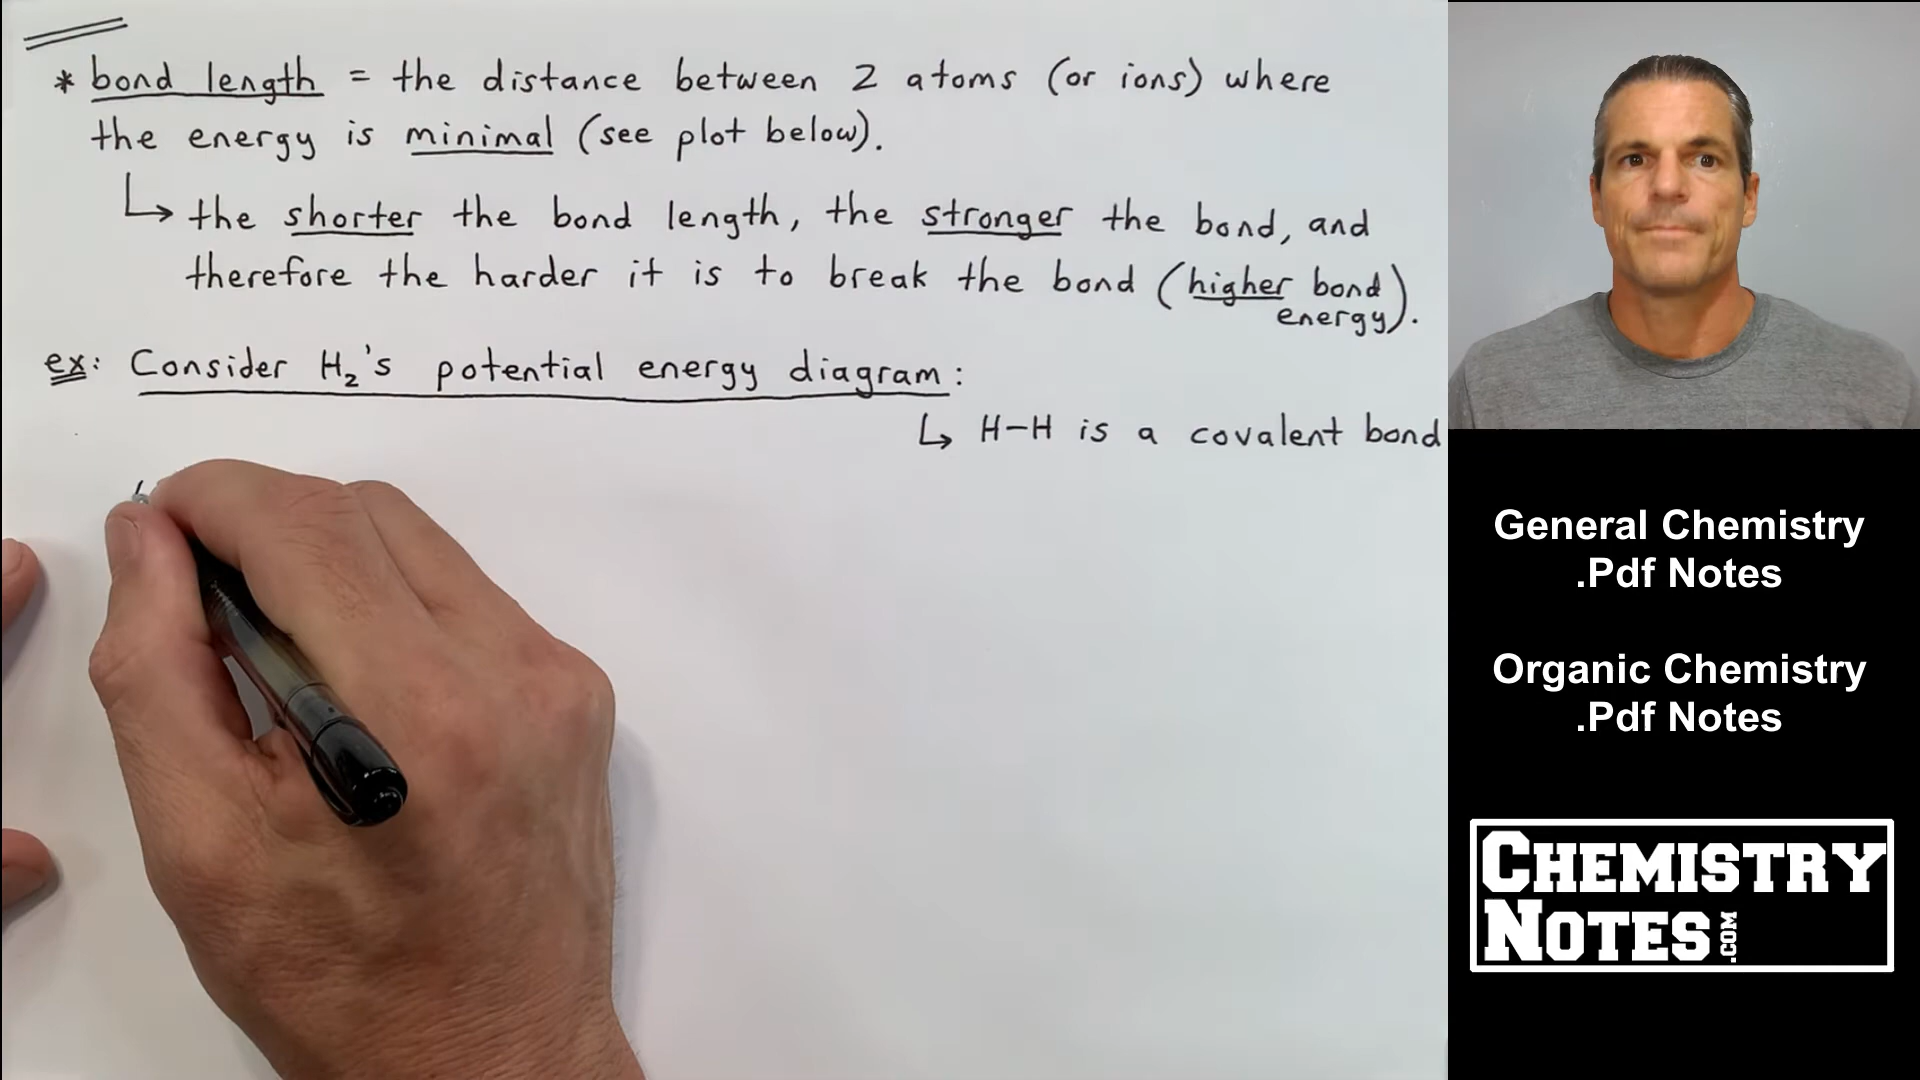 * bond length = the distance between 2 atoms (or ions) where
the energy is minimal (see plot below).
↳ the shorter the bond length, the stronger the bond, and
therefore the harder it is to break the bond (higher bond
energy).
ex: Consider H₂'s potential energy diagram:
↳ H–H is a covalent bond
General Chemistry
.Pdf Notes
Organic Chemistry
.Pdf Notes
CHEMISTRY
NOTES.COM